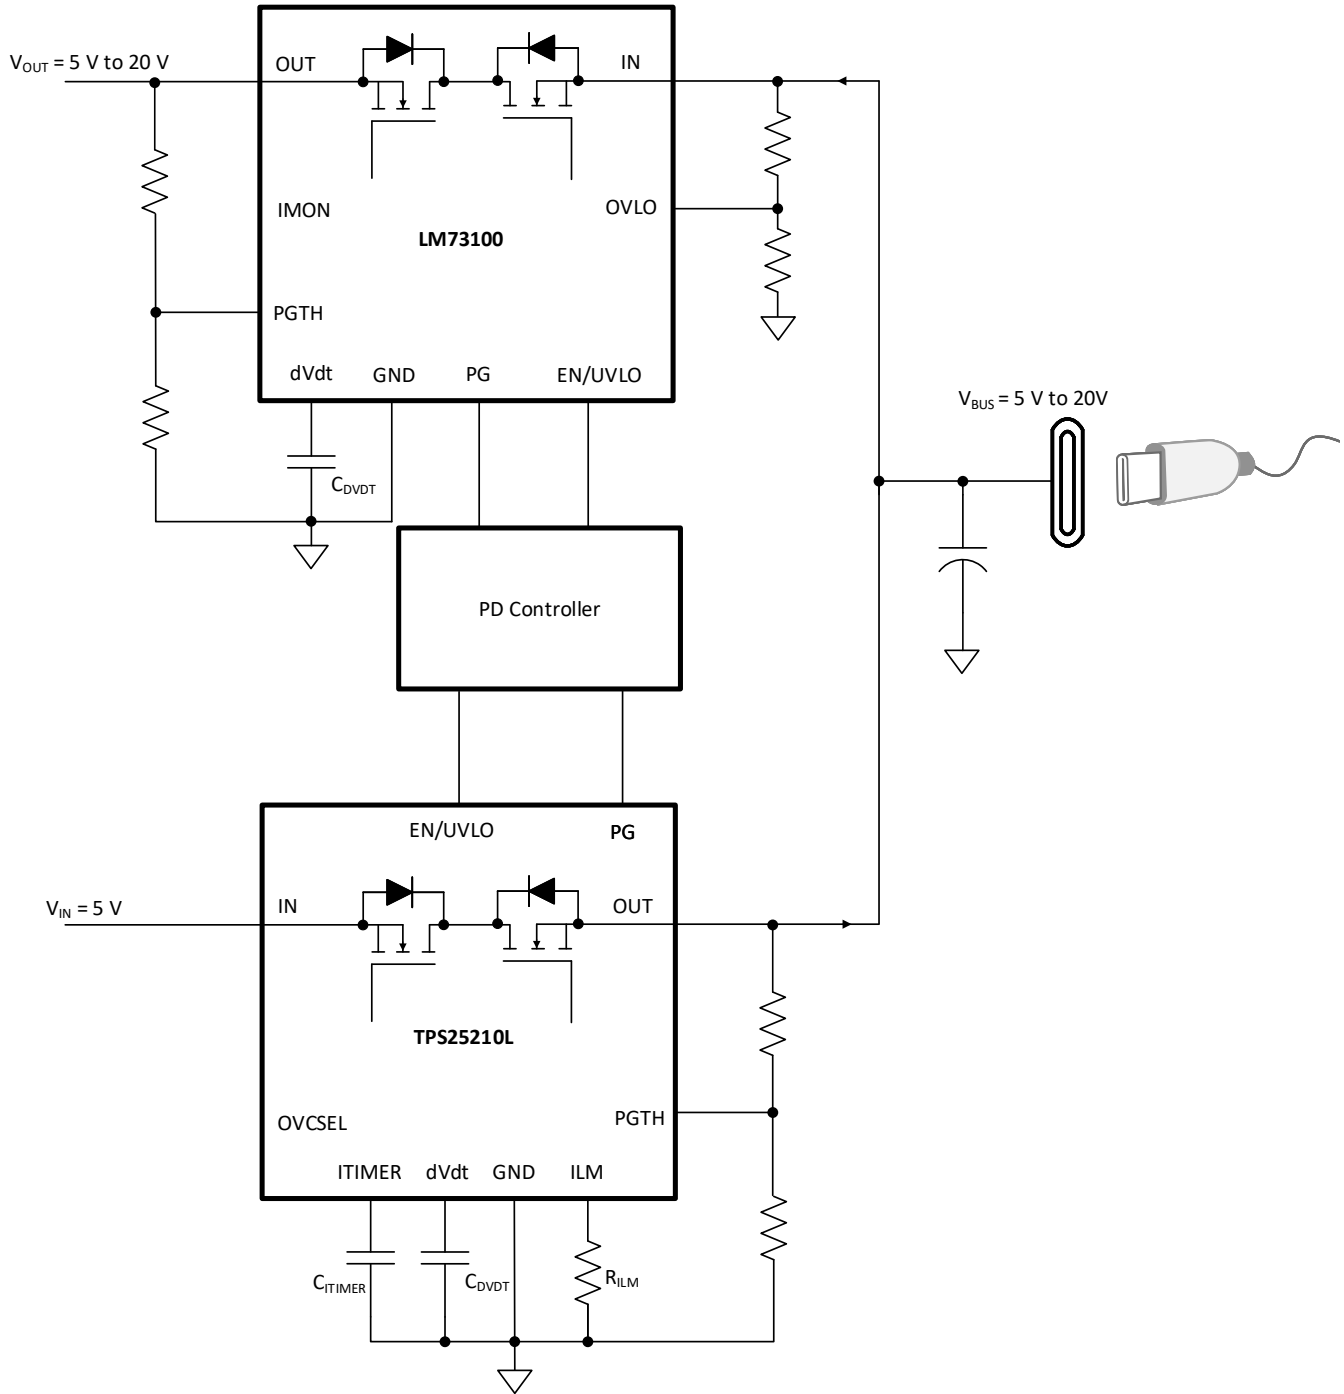 V_OUT = 5 V to 20 V
OUT
IN
IMON
OVLO
LM73100
PGTH
dVdt
GND
PG
EN/UVLO
C_DVDT
V_BUS = 5 V to 20V
PD Controller
EN/UVLO
PG
V_IN = 5 V
IN
OUT
TPS25210L
OVCSEL
PGTH
ITIMER
dVdt
GND
ILM
C_ITIMER
C_DVDT
R_ILM